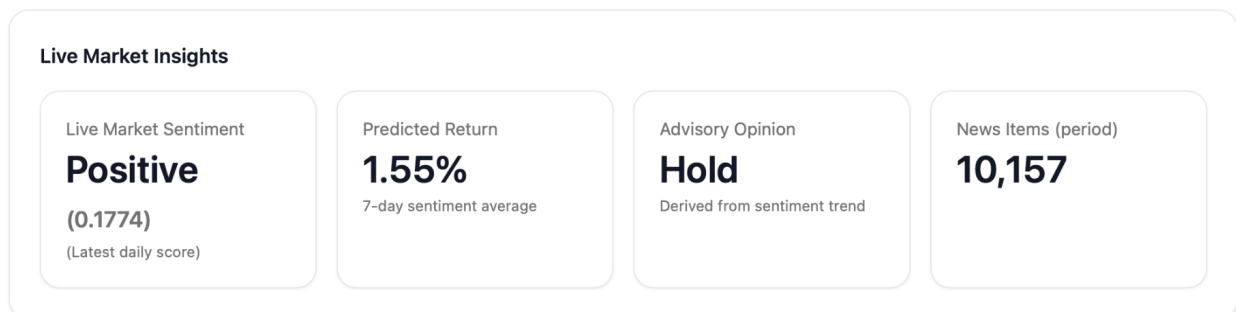 Live Market Insights
Live Market Sentiment
Positive
(0.1774)
(Latest daily score)
Predicted Return
1.55%
7-day sentiment average
Advisory Opinion
Hold
Derived from sentiment trend
News Items (period)
10,157